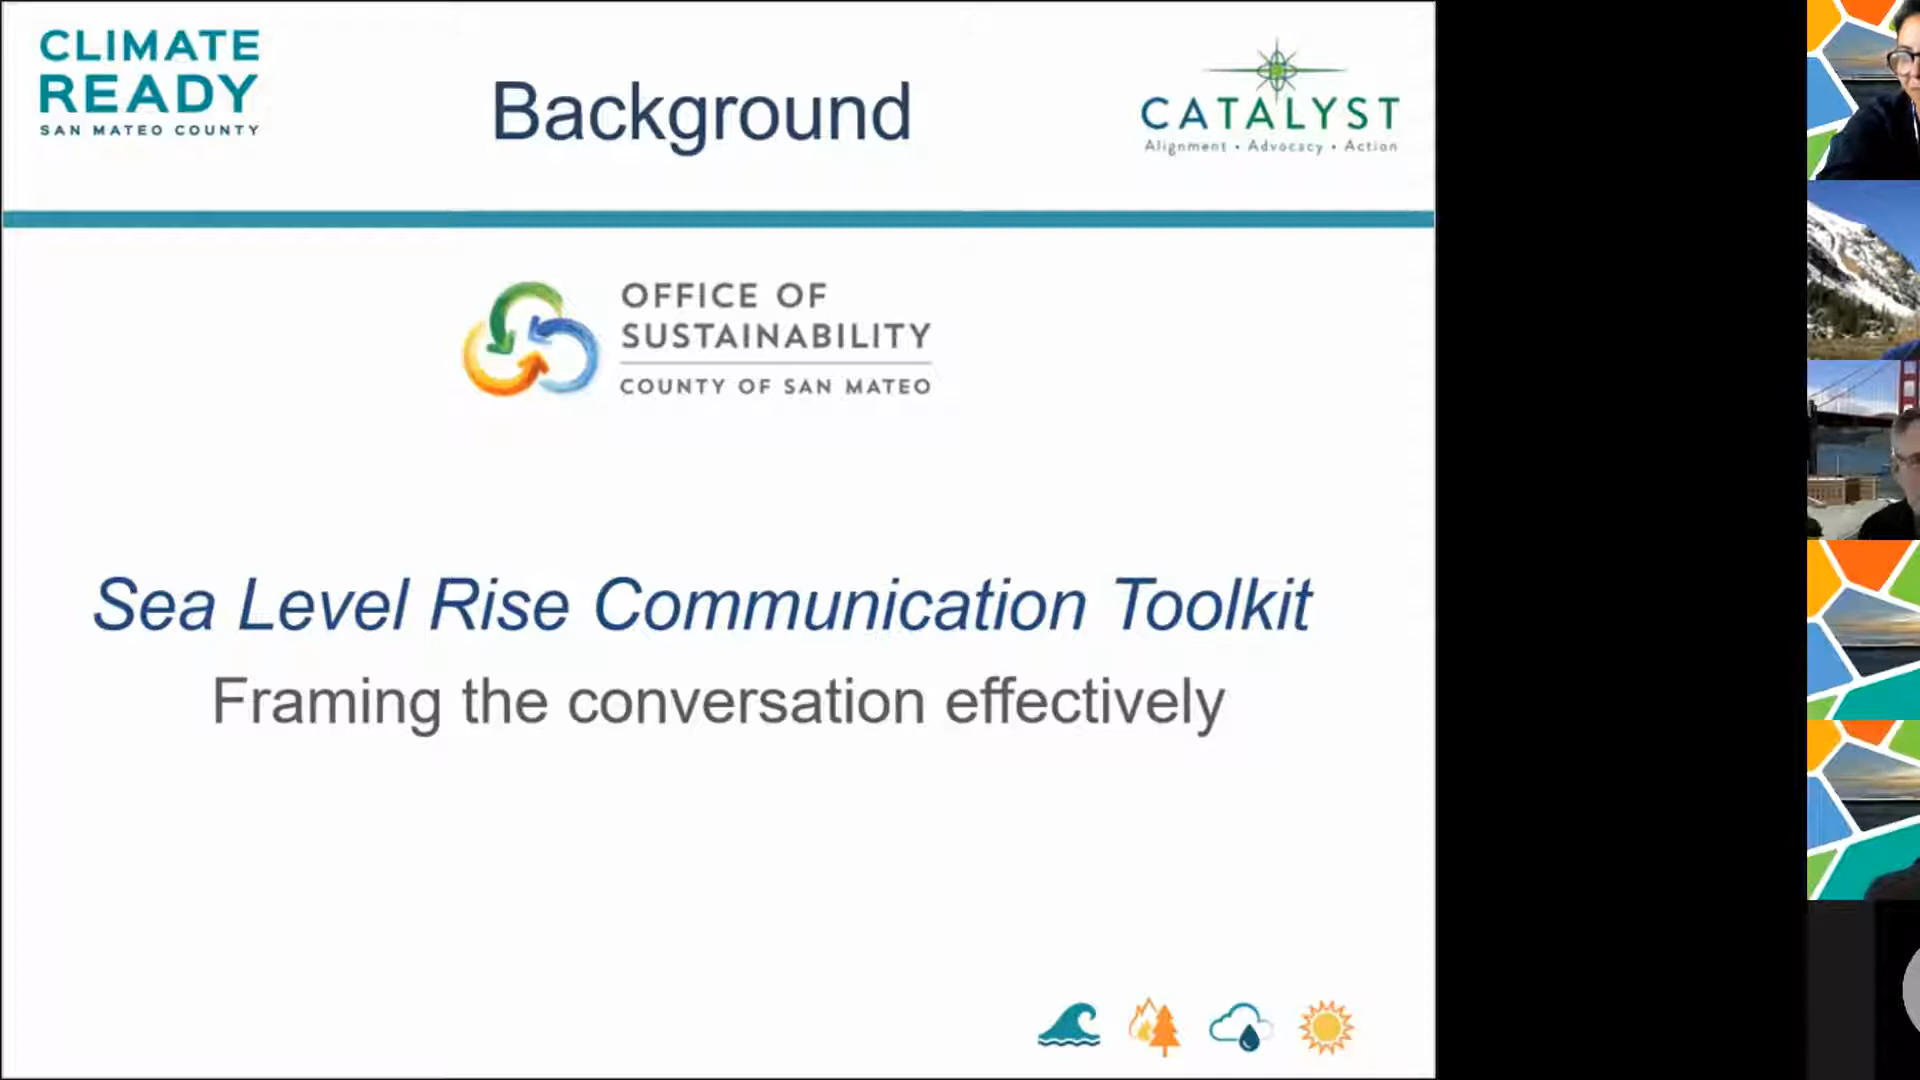 CLIMATE
READY
SAN MATEO COUNTY
Background
CATALYST
Alignment • Advocacy • Action
OFFICE OF
SUSTAINABILITY
COUNTY OF SAN MATEO
Sea Level Rise Communication Toolkit
Framing the conversation effectively